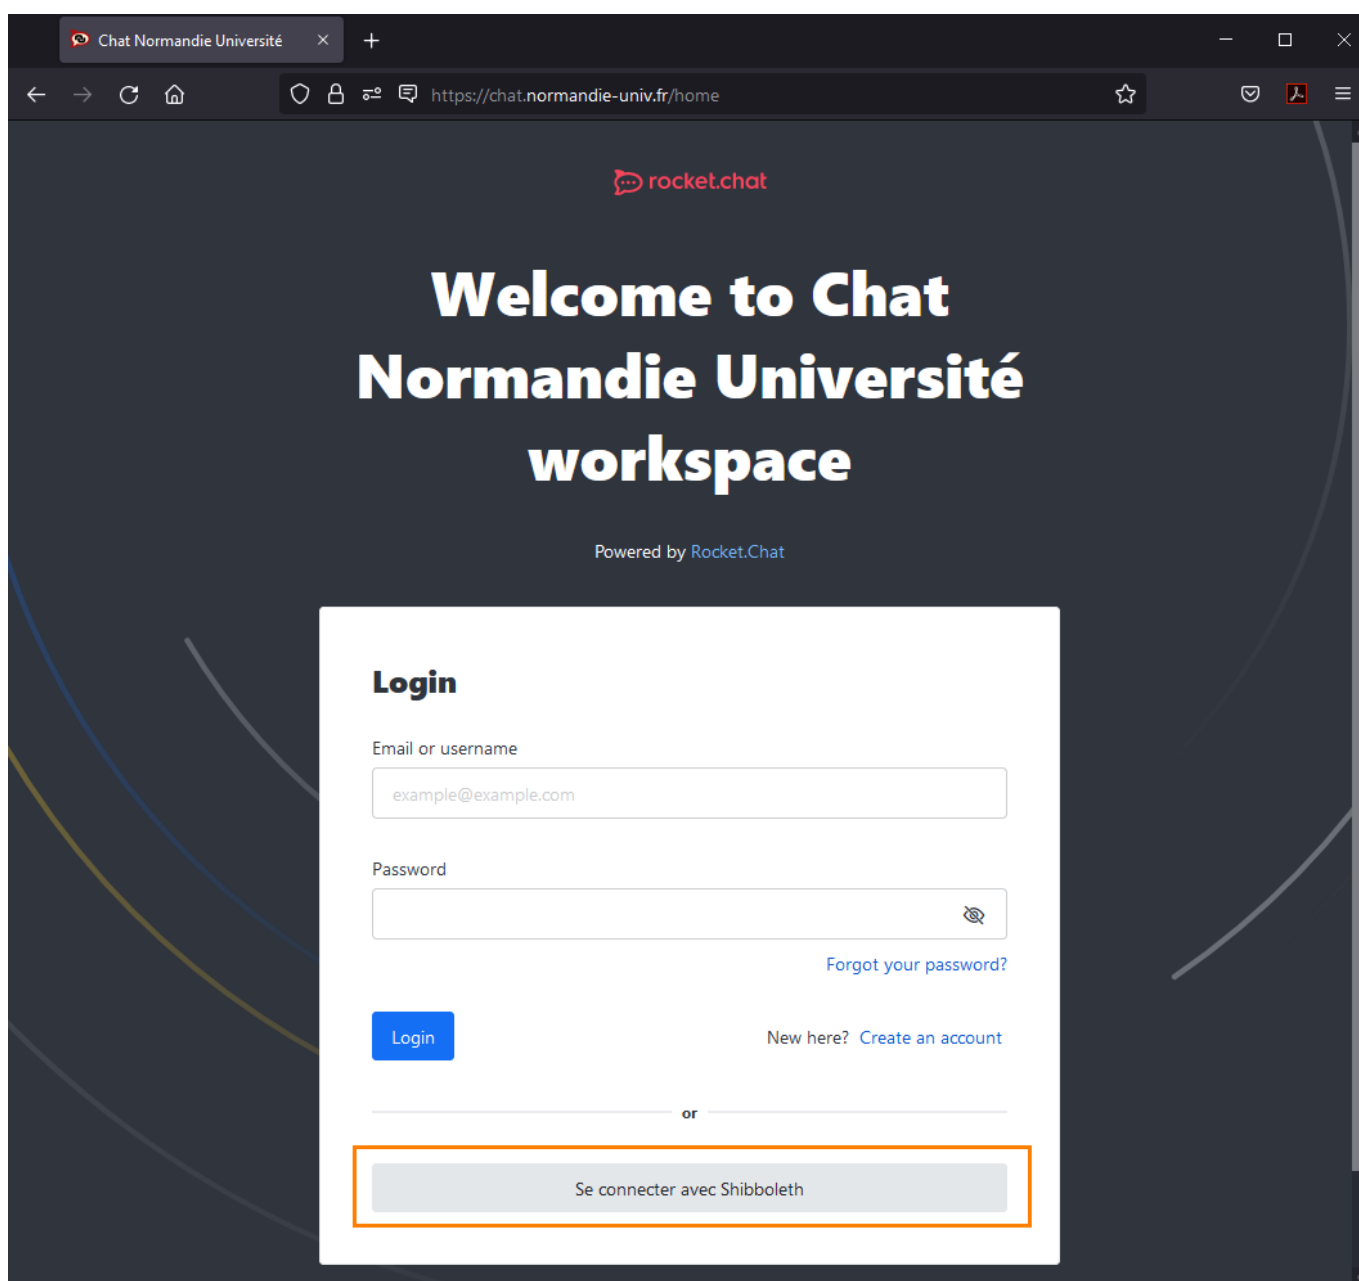 Chat Normandie Université
https://chat.normandie-univ.fr/home
rocket.chat
Welcome to Chat
Normandie Université
workspace
Powered by Rocket.Chat
Login
Email or username
example@example.com
Password
Forgot your password?
Login
New here? Create an account
or
Se connecter avec Shibboleth